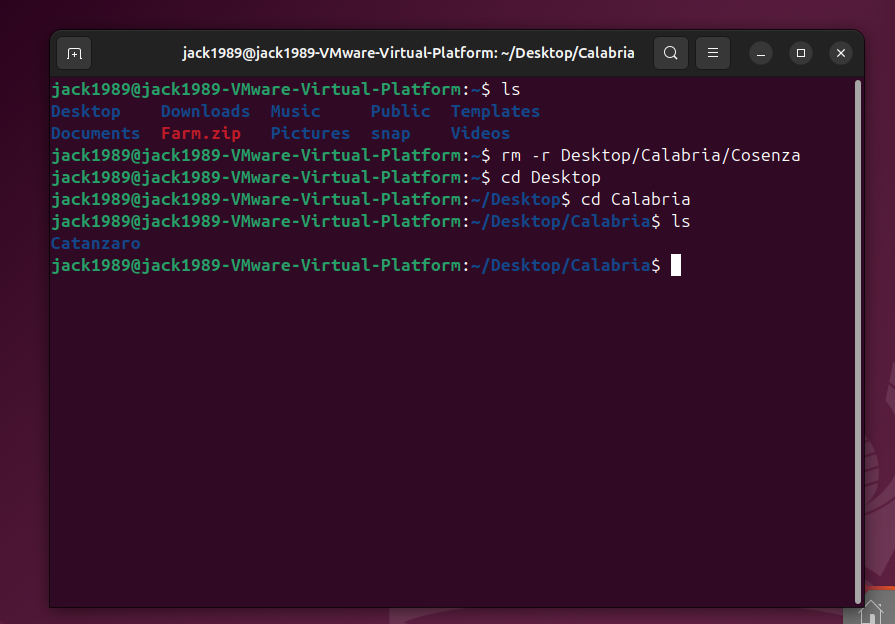 jack1989@jack1989-VMware-Virtual-Platform: ~/Desktop/Calabria
jack1989@jack1989-VMware-Virtual-Platform:~$ ls
Desktop Downloads Music Public Templates
Documents Farm.zip Pictures snap Videos
jack1989@jack1989-VMware-Virtual-Platform:~$ rm -r Desktop/Calabria/Cosenza
jack1989@jack1989-VMware-Virtual-Platform:~$ cd Desktop
jack1989@jack1989-VMware-Virtual-Platform:~/Desktop$ cd Calabria
jack1989@jack1989-VMware-Virtual-Platform:~/Desktop/Calabria$ ls
Catanzaro
jack1989@jack1989-VMware-Virtual-Platform:~/Desktop/Calabria$